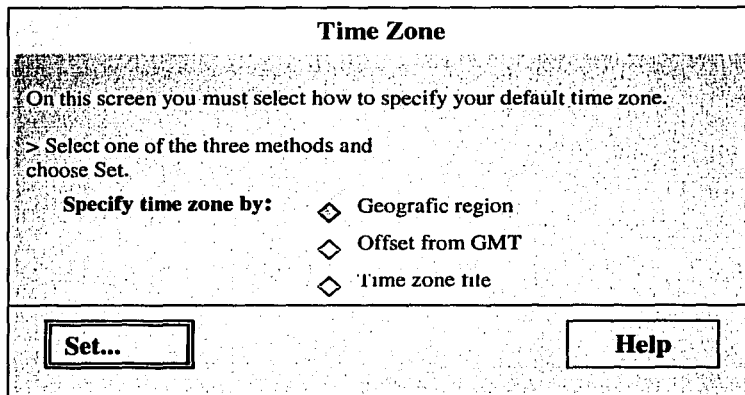 Time Zone
On this screen you must select how to specify your default time zone.
> Select one of the three methods and
choose Set.
Specify time zone by:
Geografic region
Offset from GMT
Time zone file
Set...
Help